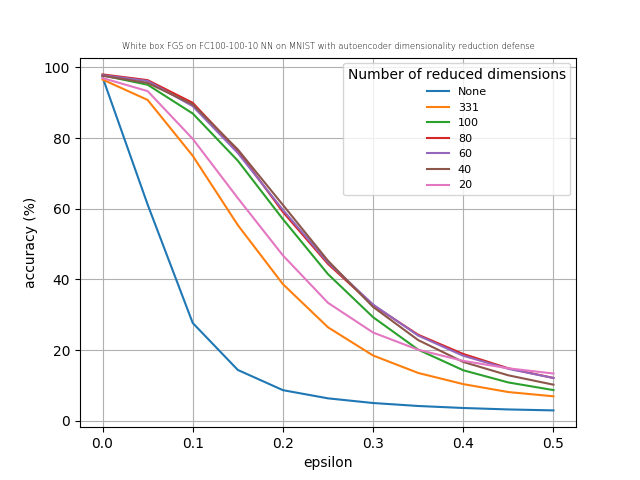 White box FGS on FC100-100-10 NN on MNIST with autoencoder dimensionality reduction defense
Number of reduced dimensions
None
331
100
80
60
40
20
accuracy (%)
100
80
60
40
20
0
0.0 0.1 0.2 0.3 0.4 0.5
epsilon